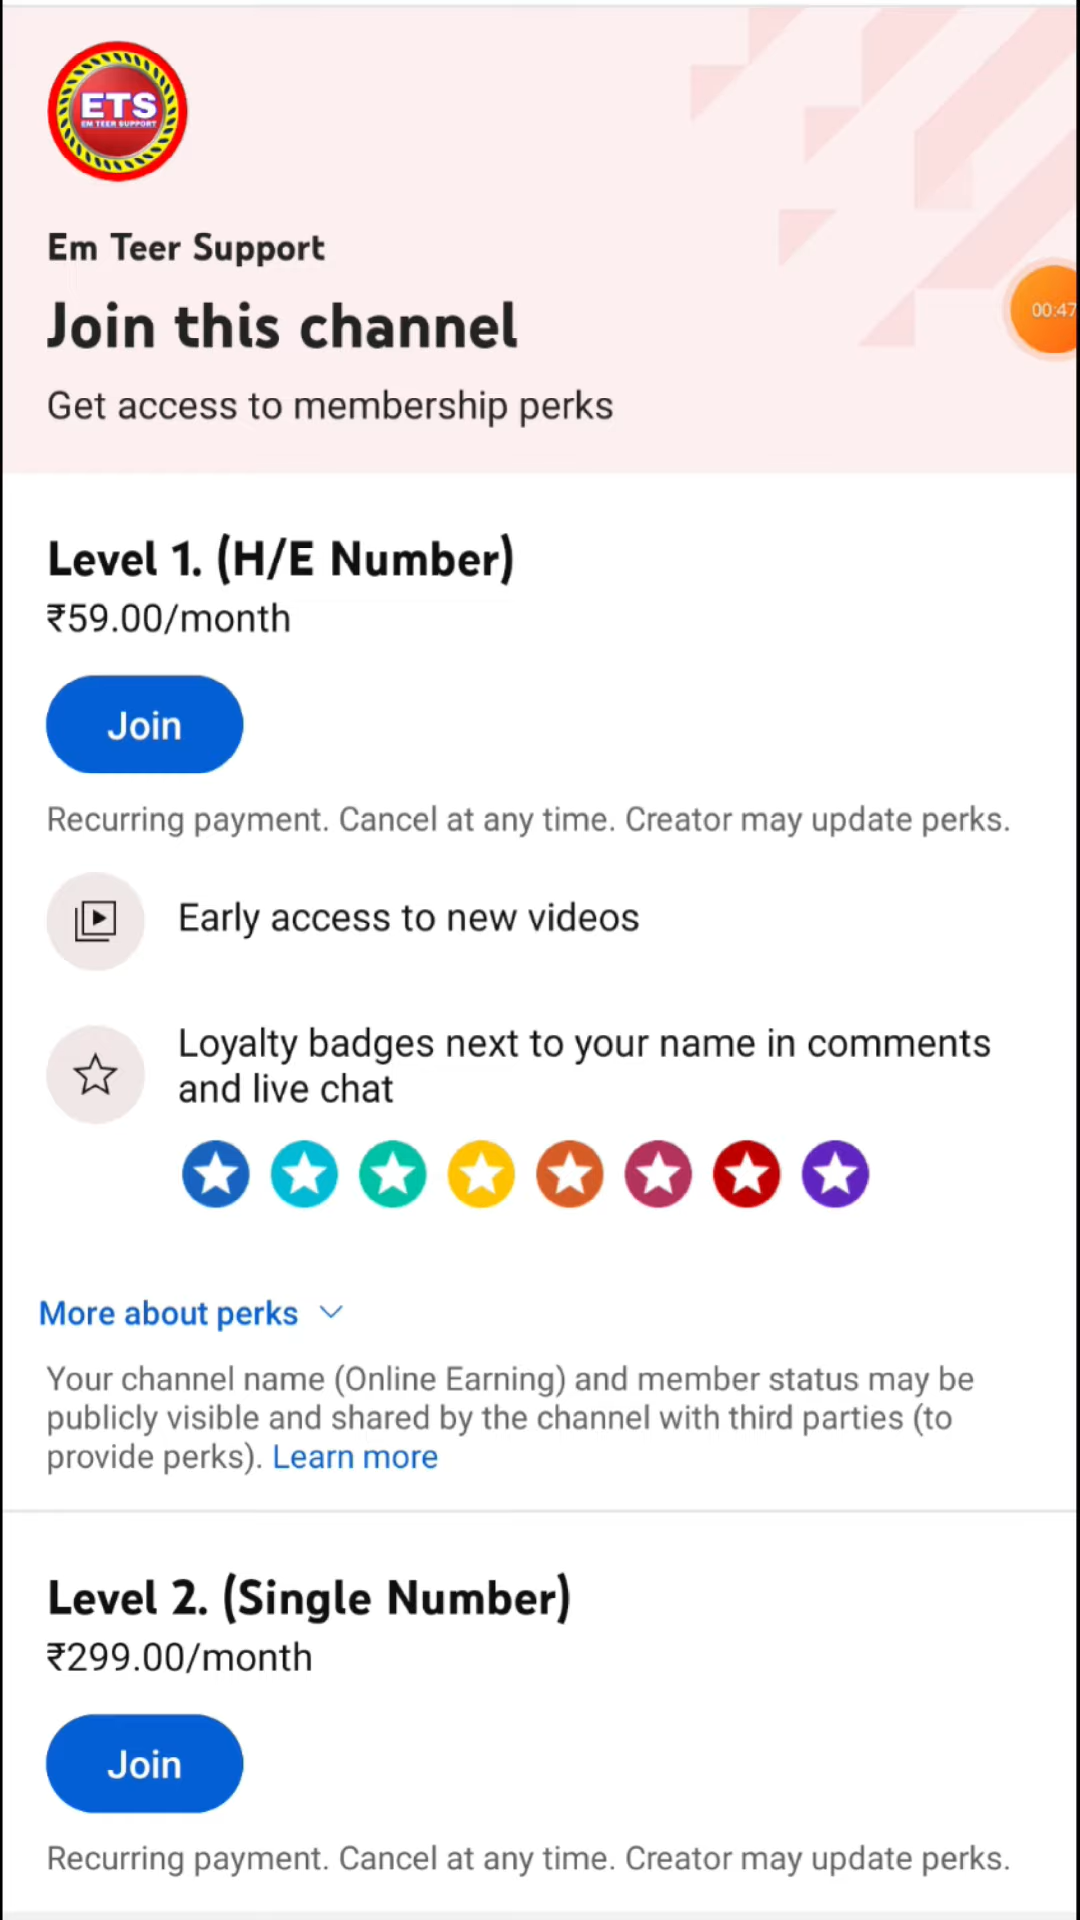 ETS
EM TEER SUPPORT
Em Teer Support
Join this channel
00:47
Get access to membership perks
Level 1. (H/E Number)
₹59.00/month
Join
Recurring payment. Cancel at any time. Creator may update perks.
Early access to new videos
Loyalty badges next to your name in comments
and live chat
More about perks
Your channel name (Online Earning) and member status may be
publicly visible and shared by the channel with third parties (to
provide perks). Learn more
Level 2. (Single Number)
₹299.00/month
Join
Recurring payment. Cancel at any time. Creator may update perks.